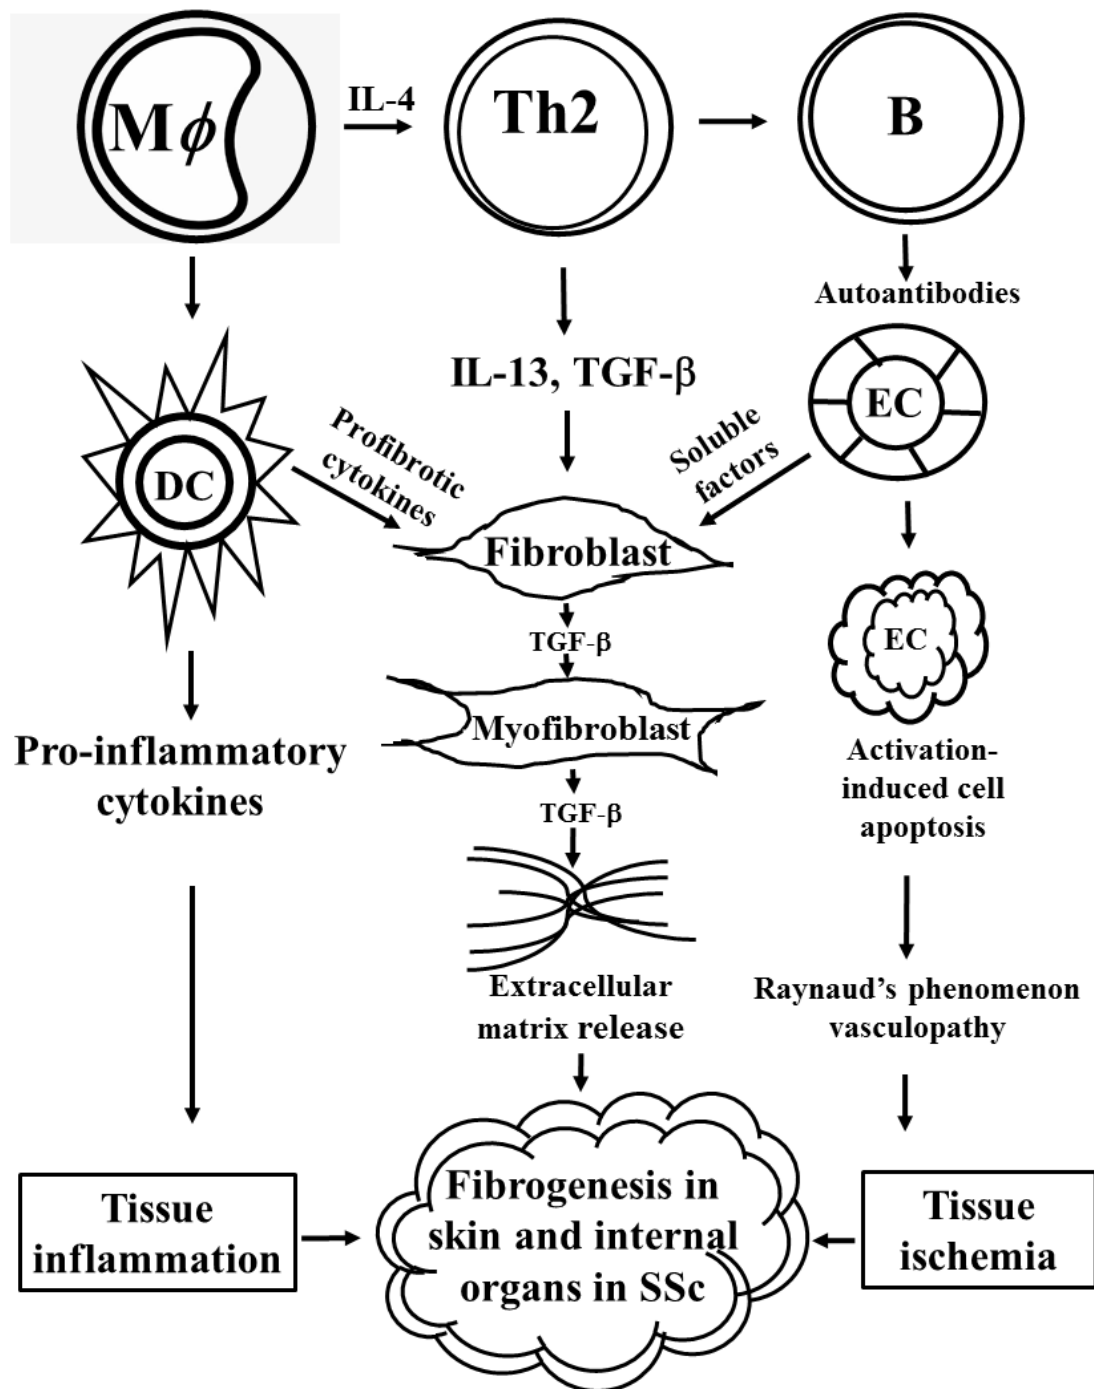 Mϕ
IL-4
Th2
B
Autoantibodies
IL-13, TGF-β
EC
DC
Profibrotic
cytokines
Soluble
factors
Fibroblast
TGF-β
EC
Myofibroblast
Pro-inflammatory
cytokines
Activation-
induced cell
apoptosis
TGF-β
Extracellular
matrix release
Raynaud’s phenomenon
vasculopathy
Tissue
inflammation
Fibrogenesis in
skin and internal
organs in SSc
Tissue
ischemia